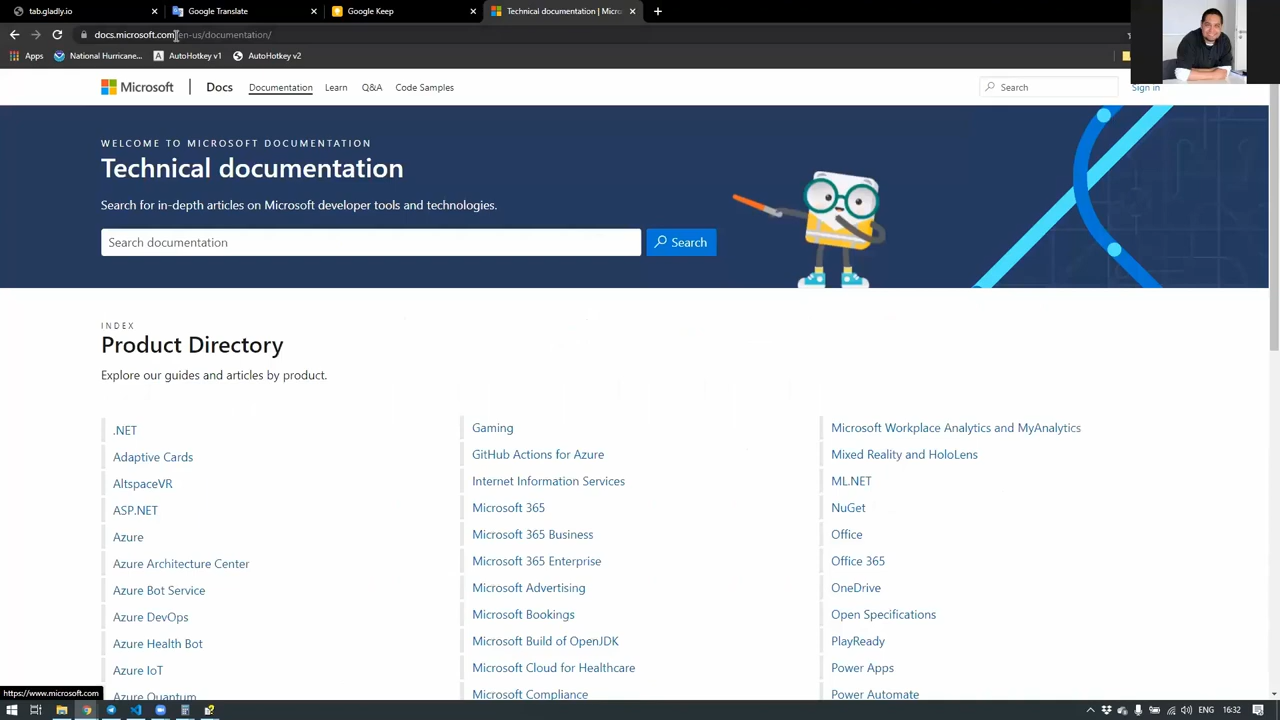 tab.gladly.io
Google Translate
Google Keep
Technical documentation | Micro
docs.microsoft.com/en-us/documentation/
Apps
National Hurricane...
AutoHotkey v1
AutoHotkey v2
Microsoft
Docs
Documentation
Learn
Q&A
Code Samples
Search
Sign in
WELCOME TO MICROSOFT DOCUMENTATION
Technical documentation
Search for in-depth articles on Microsoft developer tools and technologies.
Search documentation
Search
INDEX
Product Directory
Explore our guides and articles by product.
.NET
Adaptive Cards
AltspaceVR
ASP.NET
Azure
Azure Architecture Center
Azure Bot Service
Azure DevOps
Azure Health Bot
Azure IoT
Azure Quantum
Gaming
GitHub Actions for Azure
Internet Information Services
Microsoft 365
Microsoft 365 Business
Microsoft 365 Enterprise
Microsoft Advertising
Microsoft Bookings
Microsoft Build of OpenJDK
Microsoft Cloud for Healthcare
Microsoft Compliance
Microsoft Workplace Analytics and MyAnalytics
Mixed Reality and HoloLens
ML.NET
NuGet
Office
Office 365
OneDrive
Open Specifications
PlayReady
Power Apps
Power Automate
https://www.microsoft.com
ENG
16:32